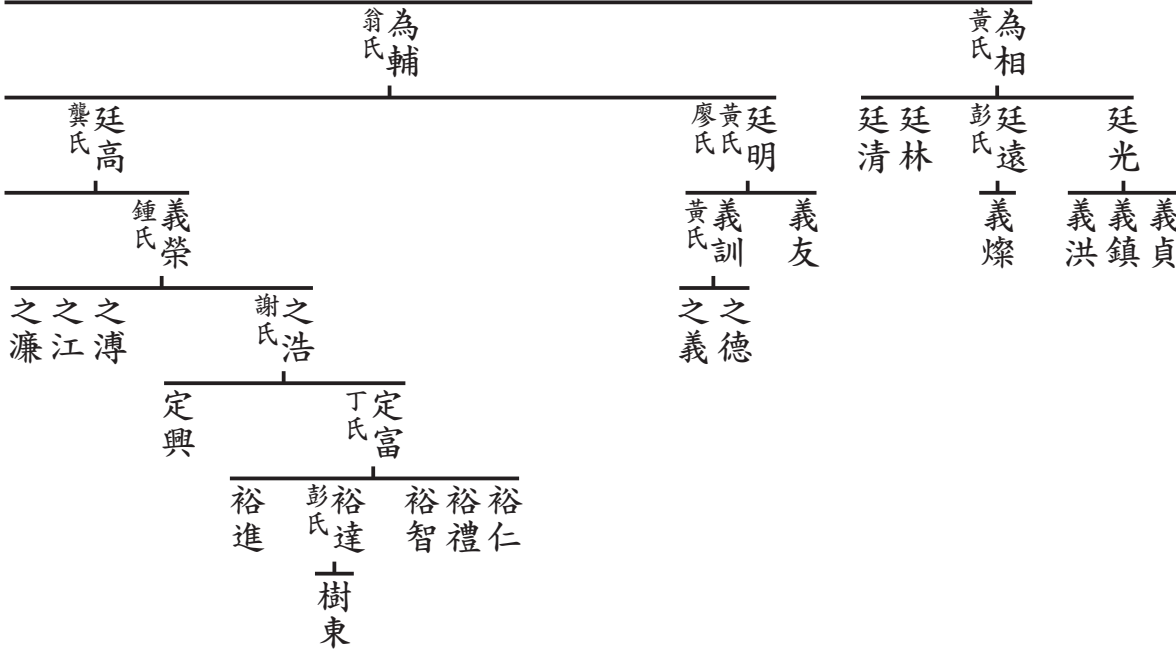 為相
黃氏
為輔
翁氏
廷光
廷遠
彭氏
廷林
廷清
廷明
黃氏
廖氏
廷高
龔氏
義貞
義鎮
義洪
義燦
義友
義訓
黃氏
義榮
鍾氏
之德
之義
之浩
謝氏
之溥
之江
之濂
定富
丁氏
定興
裕仁
裕禮
裕智
裕達
彭氏
裕進
樹東